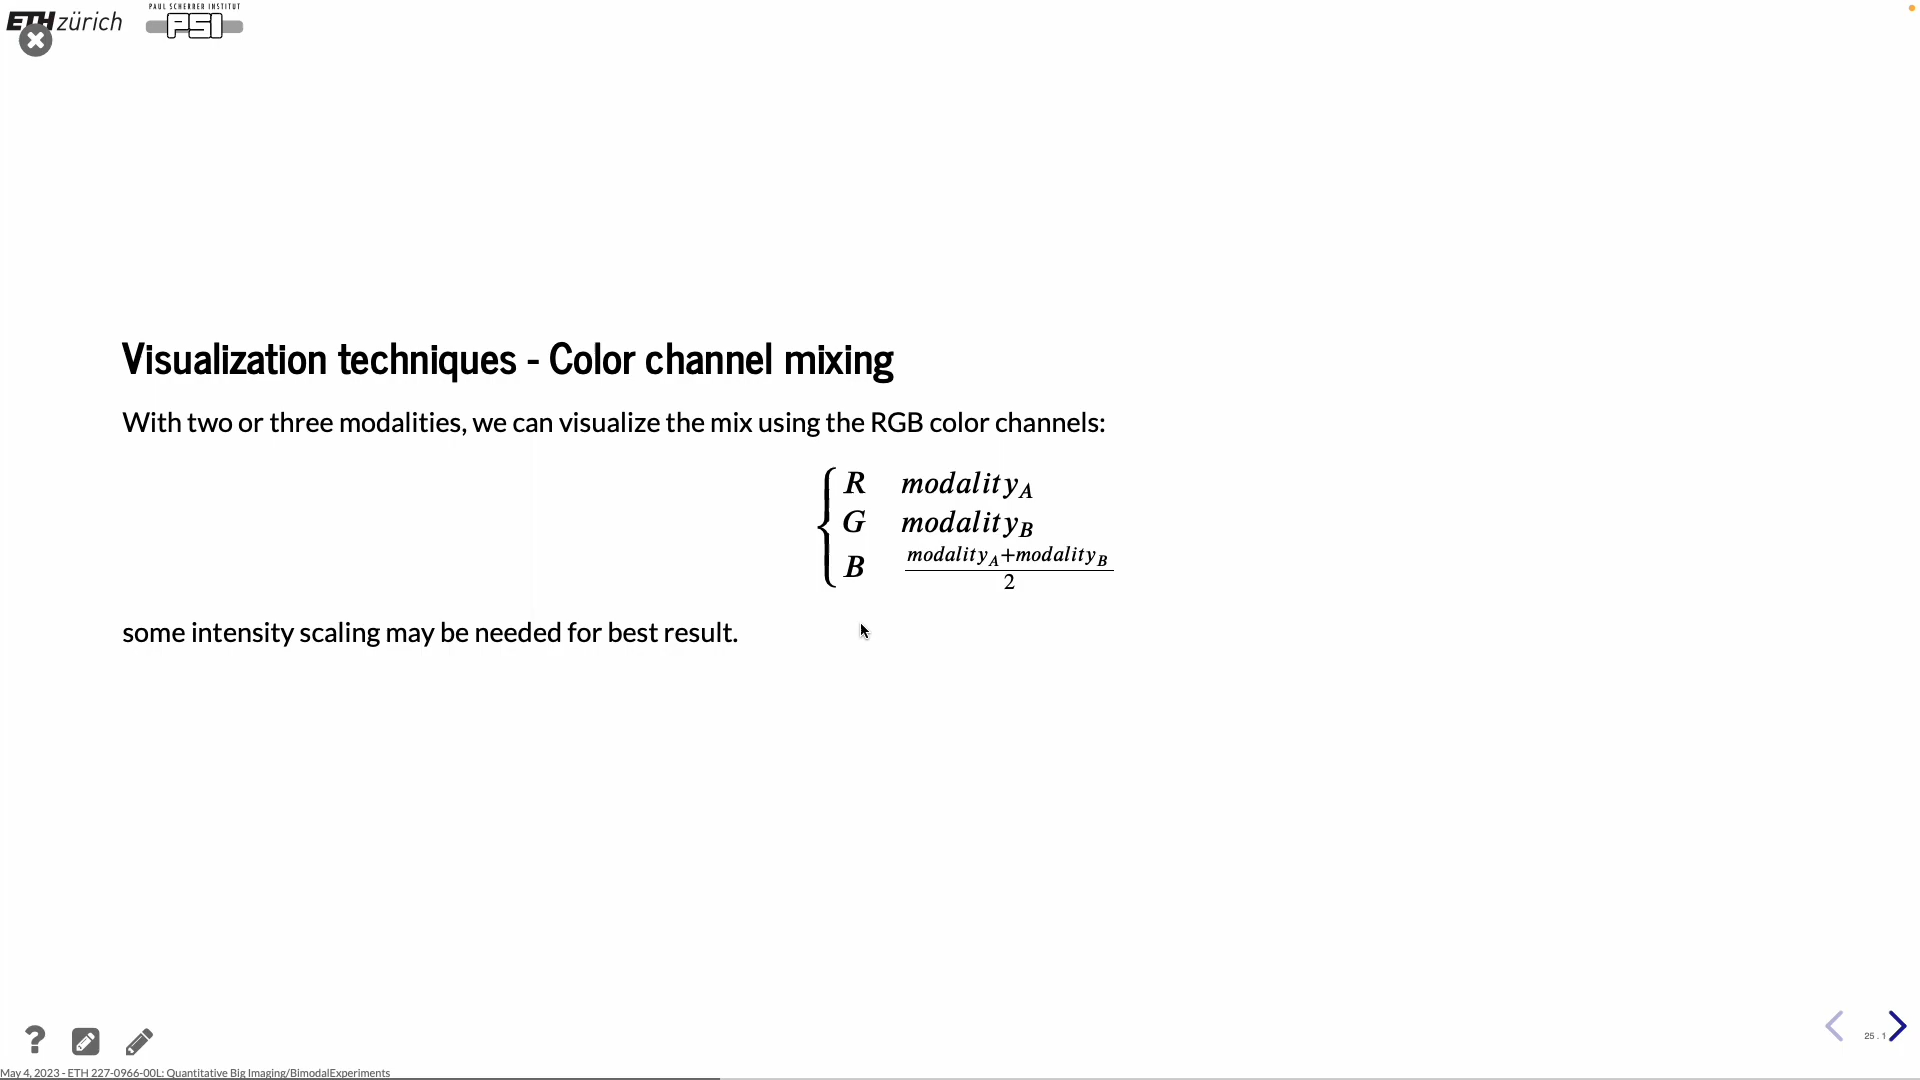 ETH zürich
PAUL SCHERRER INSTITUT
PSI
Visualization techniques - Color channel mixing
With two or three modalities, we can visualize the mix using the RGB color channels:
R modality_A
G modality_B
B \frac{modality_A+modality_B}{2}
some intensity scaling may be needed for best result.
?
25 . 1
May 4, 2023 - ETH 227-0966-00L: Quantitative Big Imaging/BimodalExperiments